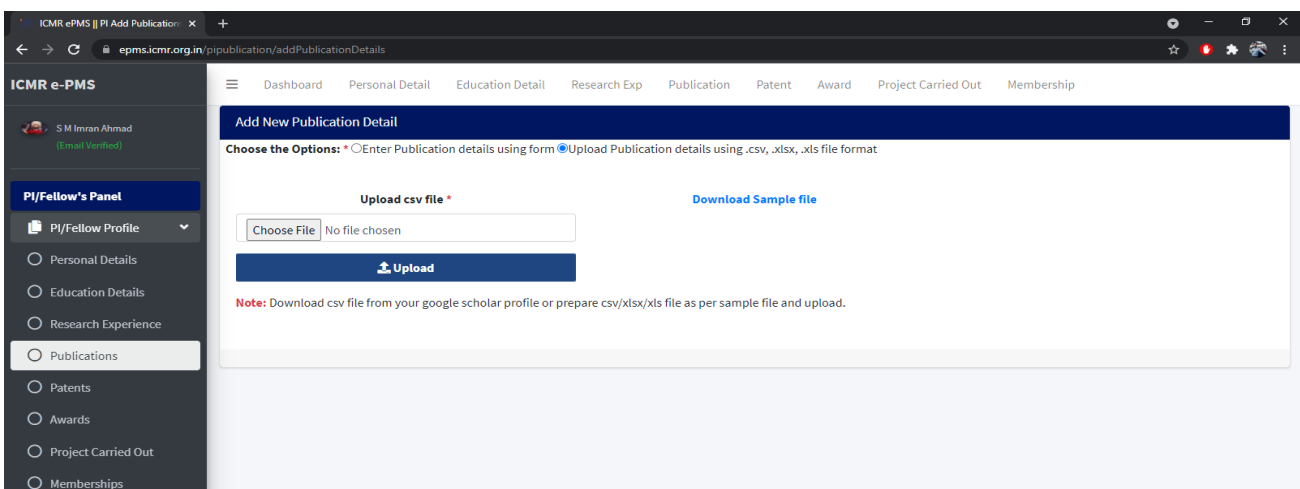 ICMR ePMS || PI Add Publication
epms.icmr.org.in/pipublication/addPublicationDetails
ICMR e-PMS
S M Imran Ahmad
(Email Verified)
PI/Fellow's Panel
PI/Fellow Profile
Personal Details
Education Details
Research Experience
Publications
Patents
Awards
Project Carried Out
Memberships
Dashboard Personal Detail Education Detail Research Exp Publication Patent Award Project Carried Out Membership
Add New Publication Detail
Choose the Options: * Enter Publication details using form Upload Publication details using .csv, .xlsx, .xls file format
Upload csv file * Download Sample file
Choose File No file chosen
Upload
Note: Download csv file from your google scholar profile or prepare csv/xlsx/xls file as per sample file and upload.